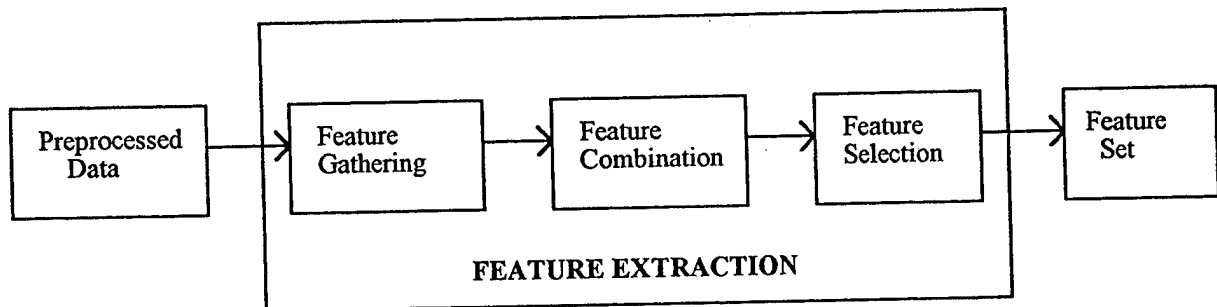 Preprocessed
Data
Feature
Gathering
Feature
Combination
Feature
Selection
Feature
Set
FEATURE EXTRACTION